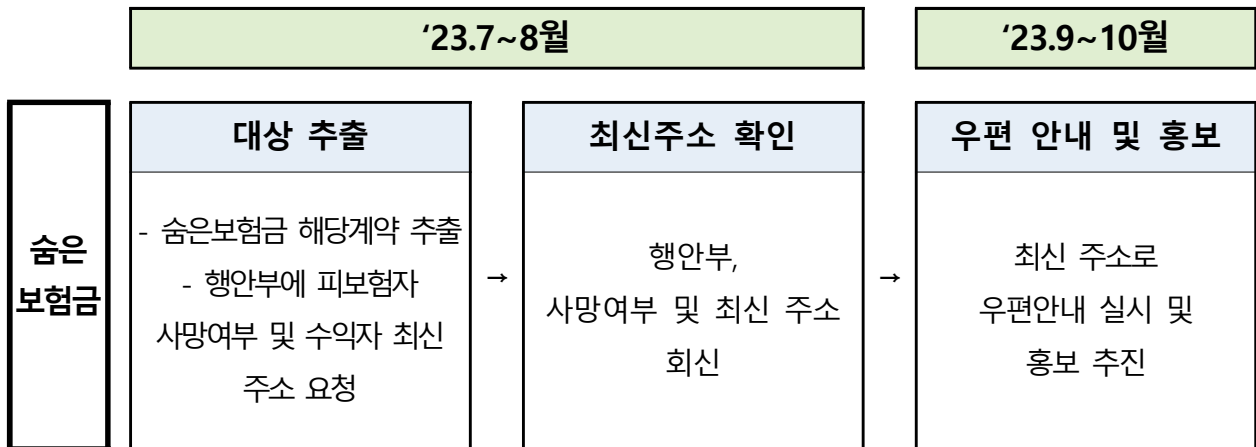 ‘23.7~8월
‘23.9~10월
숨은
보험금
대상 추출
- 숨은보험금 해당계약 추출
- 행안부에 피보험자
사망여부 및 수익자 최신
주소 요청
→
최신주소 확인
행안부,
사망여부 및 최신 주소
회신
→
우편 안내 및 홍보
최신 주소로
우편안내 실시 및
홍보 추진